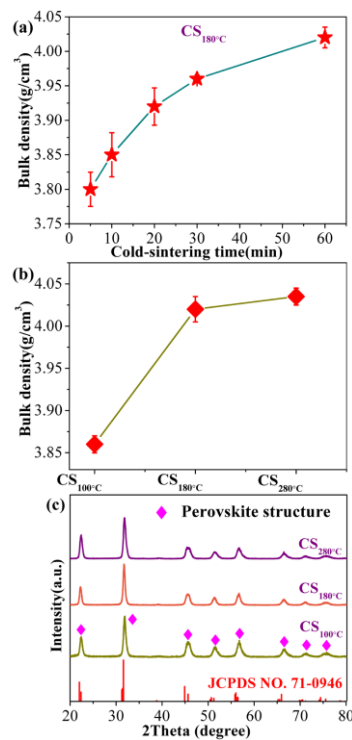 (a)
CS180°C
Bulk density(g/cm³)
4.05
4.00
3.95
3.90
3.85
3.80
3.75
0 10 20 30 40 50 60 70
Cold-sintering time(min)
(b)
Bulk density(g/cm³)
4.05
4.00
3.95
3.90
3.85
CS100°C CS180°C CS280°C
(c)
Perovskite structure
CS280°C
CS180°C
CS100°C
Intensity(a.u.)
JCPDS NO. 71-0946
20 30 40 50 60 70 80
2Theta (degree)